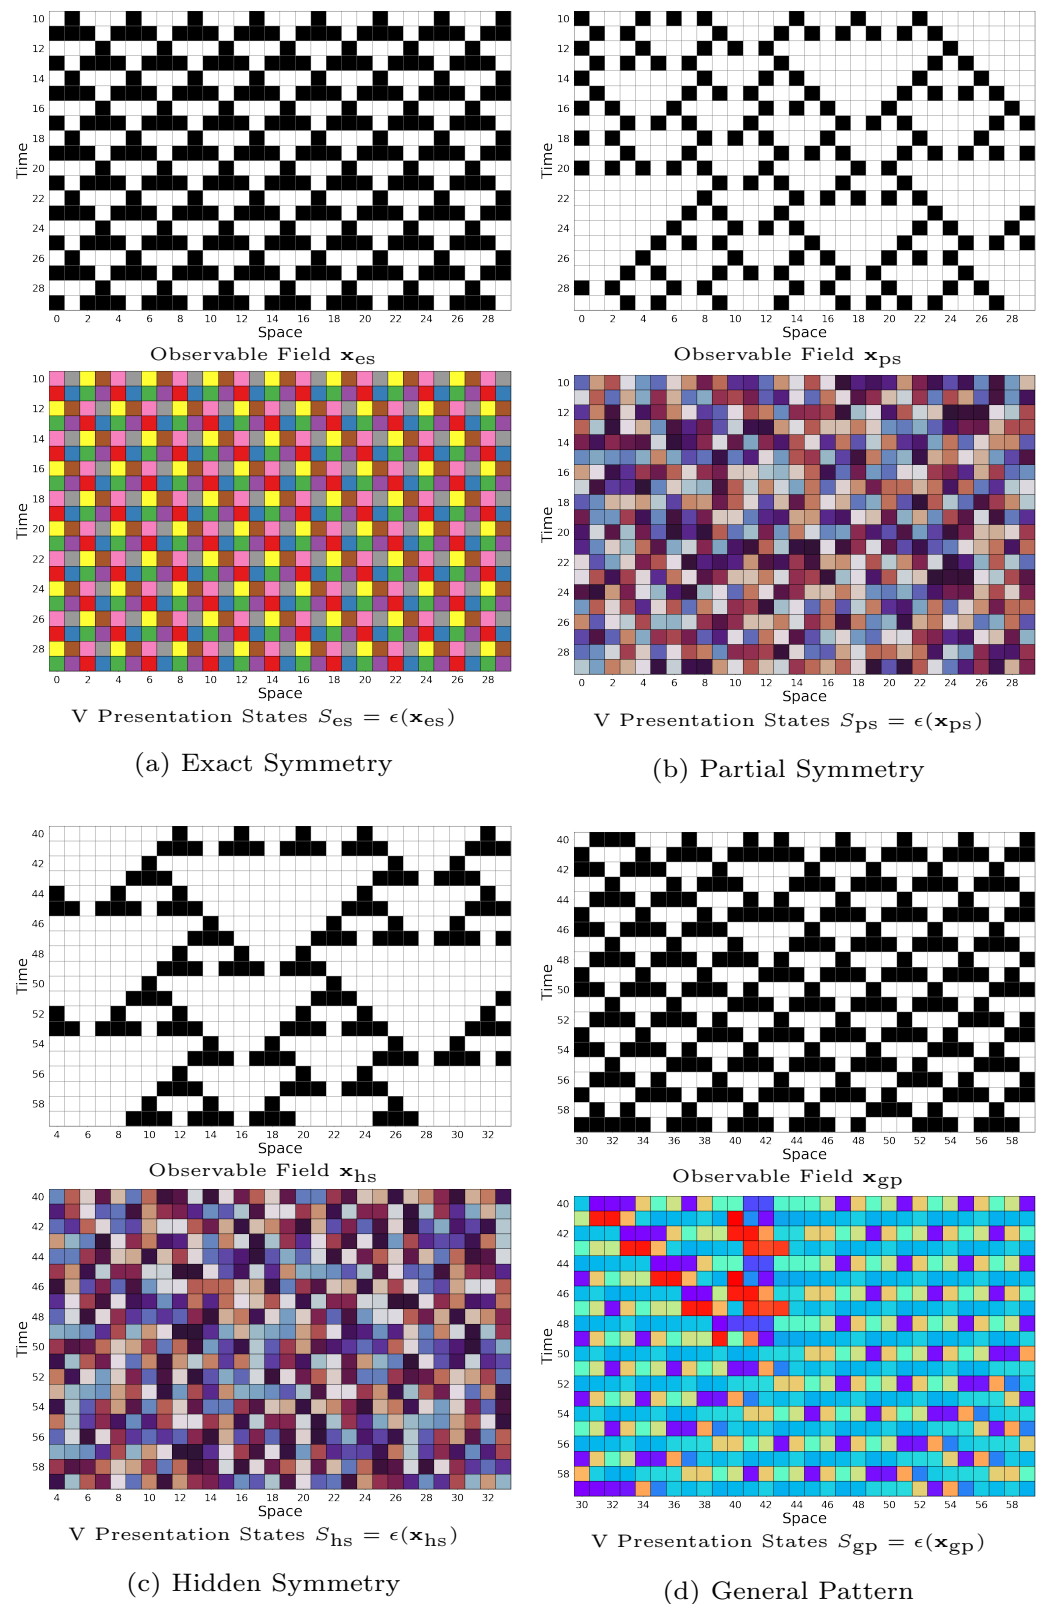 10
12
14
16
18
20
22
24
26
28
Time
0 2 4 6 8 10 12 14 16 18 20 22 24 26 28
Space
Observable Field x_es
10
12
14
16
18
20
22
24
26
28
Time
0 2 4 6 8 10 12 14 16 18 20 22 24 26 28
Space
V Presentation States S_es = ϵ(x_es)
(a) Exact Symmetry
10
12
14
16
18
20
22
24
26
28
Time
0 2 4 6 8 10 12 14 16 18 20 22 24 26 28
Space
Observable Field x_ps
10
12
14
16
18
20
22
24
26
28
Time
0 2 4 6 8 10 12 14 16 18 20 22 24 26 28
Space
V Presentation States S_ps = ϵ(x_ps)
(b) Partial Symmetry
40
42
44
46
48
50
52
54
56
58
Time
4 6 8 10 12 14 16 18 20 22 24 26 28 30 32
Space
Observable Field x_hs
40
42
44
46
48
50
52
54
56
58
Time
4 6 8 10 12 14 16 18 20 22 24 26 28 30 32
Space
V Presentation States S_hs = ϵ(x_hs)
(c) Hidden Symmetry
40
42
44
46
48
50
52
54
56
58
Time
30 32 34 36 38 40 42 44 46 48 50 52 54 56 58
Space
Observable Field x_gp
40
42
44
46
48
50
52
54
56
58
Time
30 32 34 36 38 40 42 44 46 48 50 52 54 56 58
Space
V Presentation States S_gp = ϵ(x_gp)
(d) General Pattern